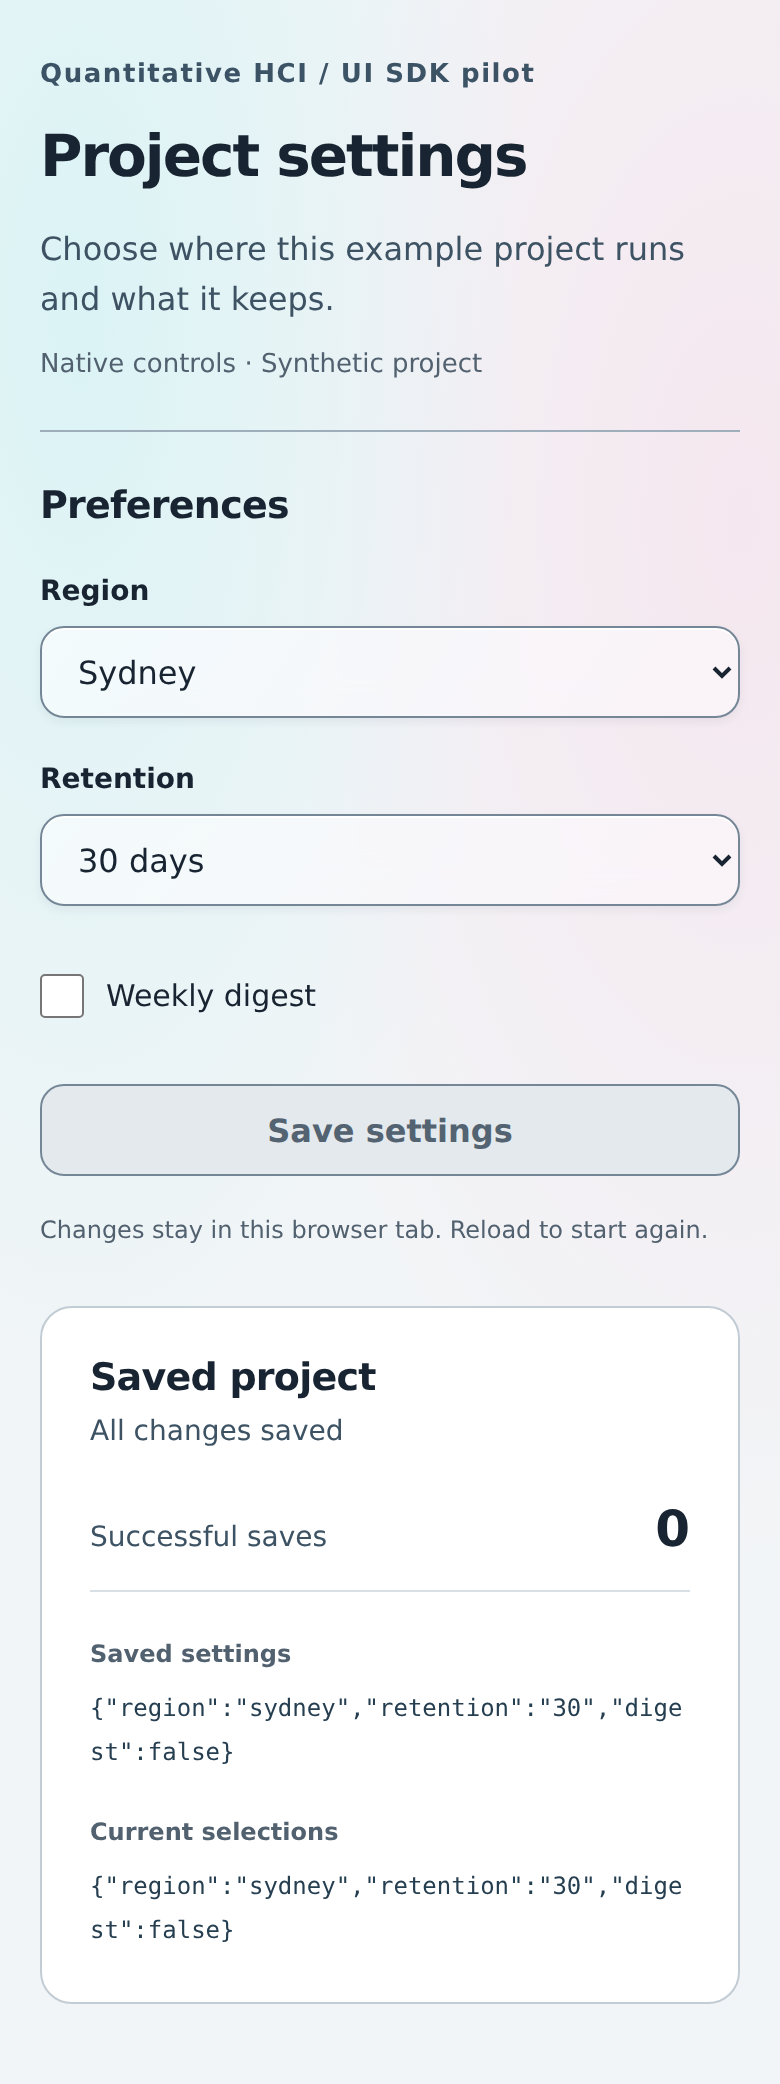 Quantitative HCI / UI SDK pilot
Project settings
Choose where this example project runs
and what it keeps.
Native controls · Synthetic project
Preferences
Region
Sydney
Retention
30 days
Weekly digest
Save settings
Changes stay in this browser tab. Reload to start again.
Saved project
All changes saved
Successful saves 0
Saved settings
{"region":"sydney","retention":"30","dige
st":false}
Current selections
{"region":"sydney","retention":"30","dige
st":false}